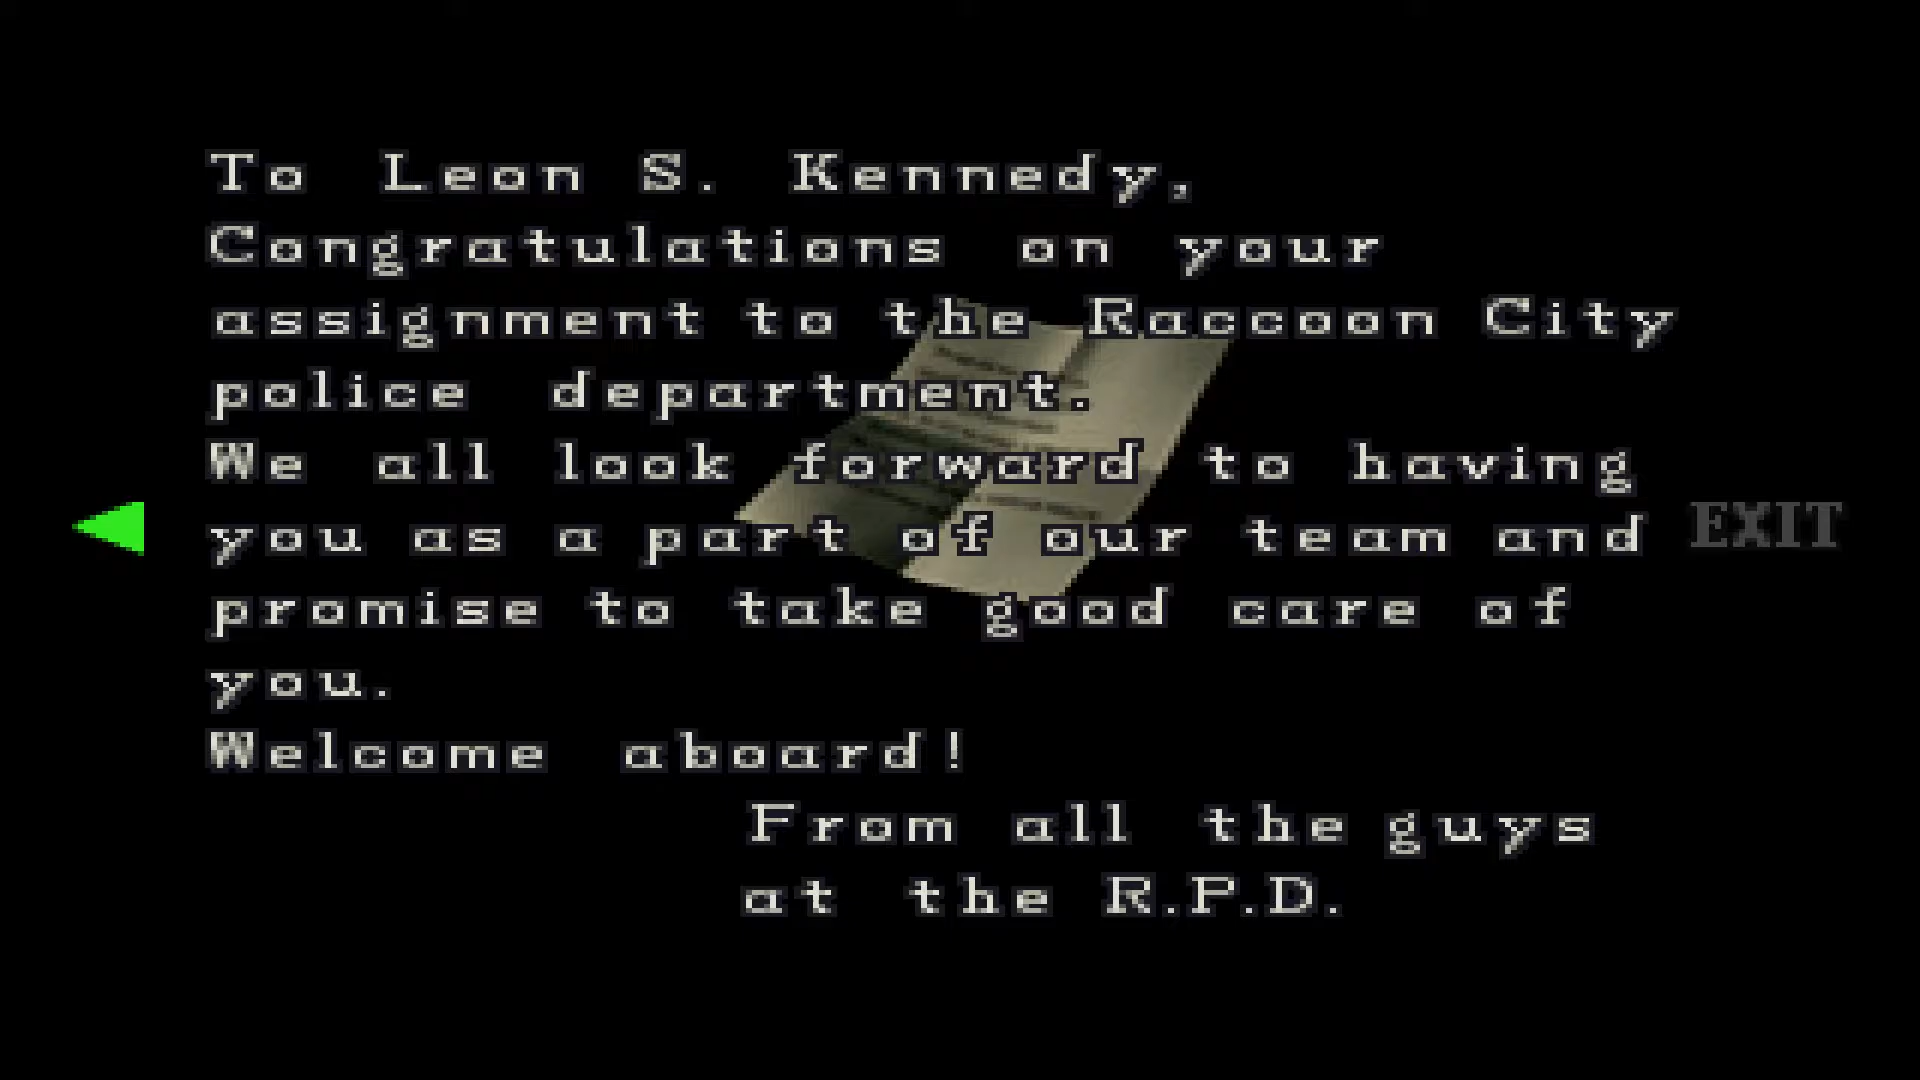 To Leon S. Kennedy,
Congratulations on your
assignment to the Raccoon City
police department.
We all look forward to having
you as a part of our team and
promise to take good care of
you.
Welcome aboard!
From all the guys
at the R.P.D.
EXIT